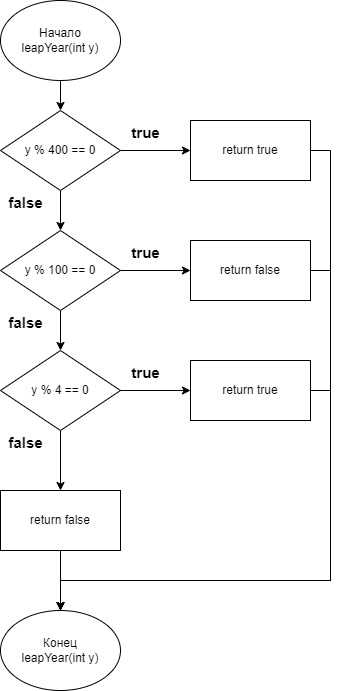 Начало
leapYear(int y)
true
y % 400 == 0
return true
false
true
y % 100 == 0
return false
false
true
y % 4 == 0
return true
false
return false
Конец
leapYear(int y)